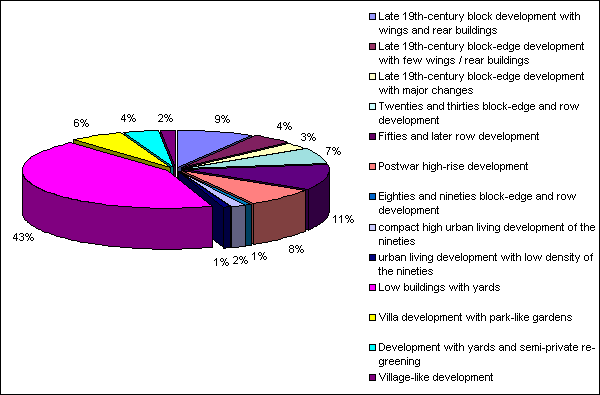 Late 19th-century block development with
wings and rear buildings
Late 19th-century block-edge development
with few wings / rear buildings
Late 19th-century block-edge development
with major changes
Twenties and thirties block-edge and row
development
Fifties and later row development
Postwar high-rise development
Eighties and nineties block-edge and row
development
compact high urban living development of the
nineties
urban living development with low density of
the nineties
Low buildings with yards
Villa development with park-like gardens
Development with yards and semi-private re-
greening
Village-like development
9%
4%
3%
7%
11%
8%
1%
2%
1%
43%
6%
4%
2%